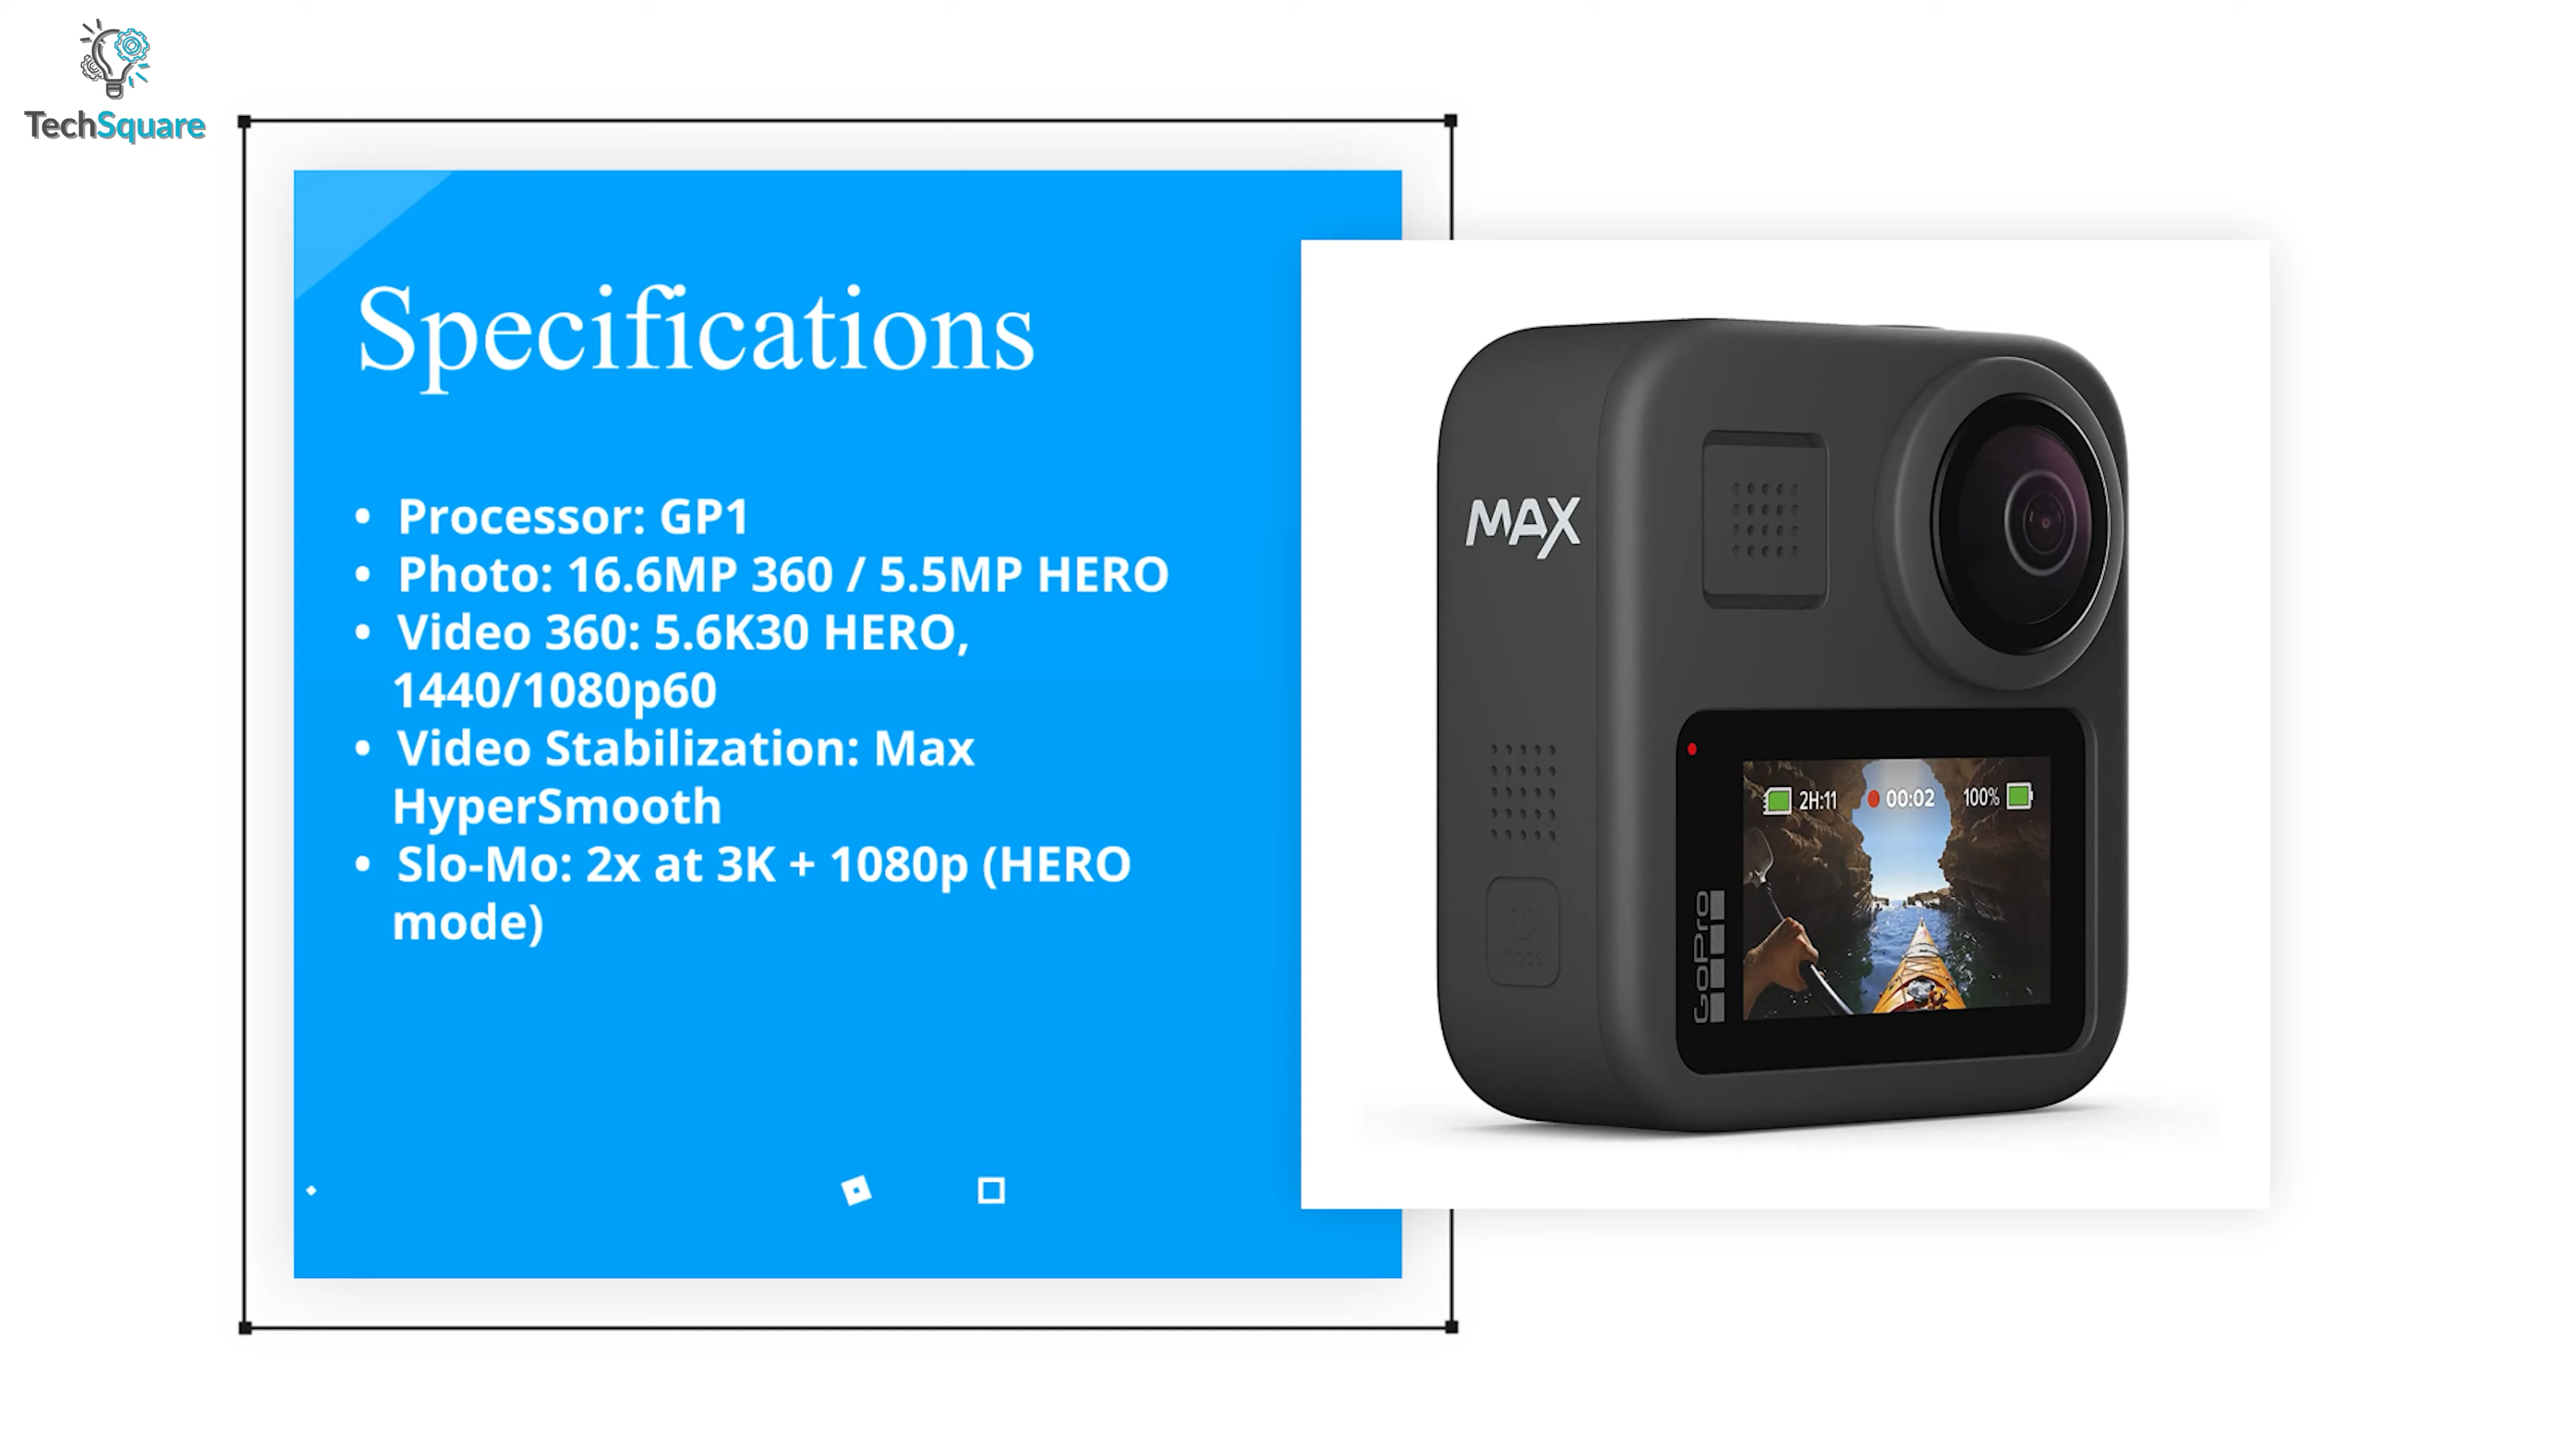 TechSquare
Specifications
• Processor: GP1
• Photo: 16.6MP 360 / 5.5MP HERO
• Video 360: 5.6K30 HERO,
1440/1080p60
• Video Stabilization: Max
HyperSmooth
• Slo-Mo: 2x at 3K + 1080p (HERO
mode)
MAX
2H:11 00:02 100%
GoPro